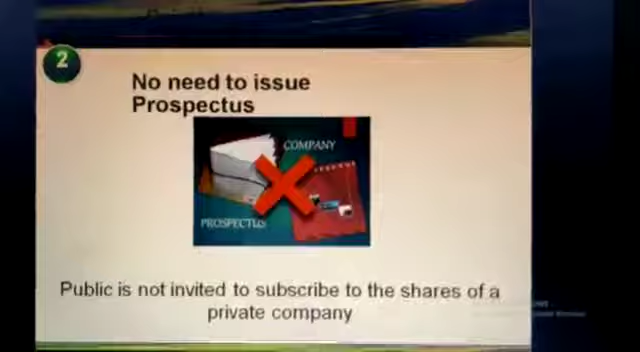 2
No need to issue
Prospectus
COMPANY
PROSPECTUS
Public is not invited to subscribe to the shares of a
private company